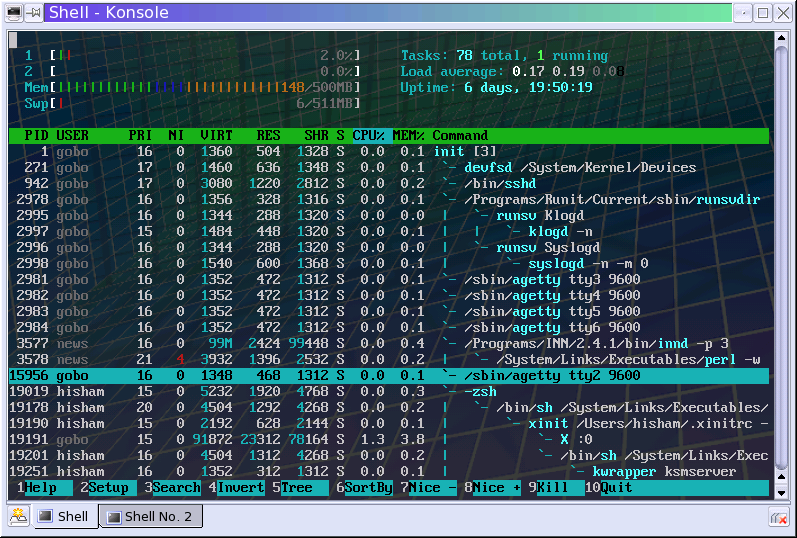 Shell - Konsole
1 [|| 2.0%] Tasks: 78 total, 1 running
2 [ 0.0%] Load average: 0.17 0.19 0.08
Mem[||||||||||||||||||||||||||||148/500MB] Uptime: 6 days, 19:50:19
Swp[| 6/511MB]
PID USER PRI NI VIRT RES SHR S CPU% MEM% Command
1 gobo 16 0 1360 504 1328 S 0.0 0.1 init [3]
271 gobo 17 0 1460 636 1348 S 0.0 0.1 `- devfsd /System/Kernel/Devices
942 gobo 17 0 3080 1220 2812 S 0.0 0.2 `- /bin/sshd
2978 gobo 16 0 1356 328 1316 S 0.0 0.1 `- /Programs/Runit/Current/sbin/runsvdir
2995 gobo 16 0 1344 288 1320 S 0.0 0.0 | `- runsv Klogd
2997 gobo 15 0 1484 448 1320 S 0.0 0.1 | | `- klogd -n
2996 gobo 16 0 1344 288 1320 S 0.0 0.0 | `- runsv Syslogd
2998 gobo 16 0 1540 600 1368 S 0.0 0.1 | `- syslogd -n -m 0
2981 gobo 16 0 1352 472 1312 S 0.0 0.1 `- /sbin/agetty tty3 9600
2982 gobo 16 0 1352 472 1312 S 0.0 0.1 `- /sbin/agetty tty4 9600
2983 gobo 16 0 1352 472 1312 S 0.0 0.1 `- /sbin/agetty tty5 9600
2984 gobo 16 0 1352 472 1312 S 0.0 0.1 `- /sbin/agetty tty6 9600
3577 news 16 0 99M 2424 99448 S 0.0 0.4 `- /Programs/INN/2.4.1/bin/innd -p 3
3578 news 21 4 3932 1396 2532 S 0.0 0.2 | `- /System/Links/Executables/perl -w
15956 gobo 16 0 1348 468 1312 S 0.0 0.1 `- /sbin/agetty tty2 9600
19019 hisham 15 0 5232 1920 4768 S 0.0 0.3 `- -zsh
19178 hisham 20 0 4504 1292 4268 S 0.0 0.2 | `- /bin/sh /System/Links/Executables/
19190 hisham 15 0 2192 628 2144 S 0.0 0.1 | `- xinit /Users/hisham/.xinitrc -
19191 gobo 15 0 91872 23312 78164 S 1.3 3.8 | `- X :0
19201 hisham 16 0 4504 1312 4268 S 0.0 0.2 | `- /bin/sh /System/Links/Exec
19251 hisham 16 0 1352 312 1312 S 0.0 0.1 | `- kwrapper ksmserver
1Help 2Setup 3Search 4Invert 5Tree 6SortBy 7Nice - 8Nice + 9Kill 10Quit
Shell Shell No. 2